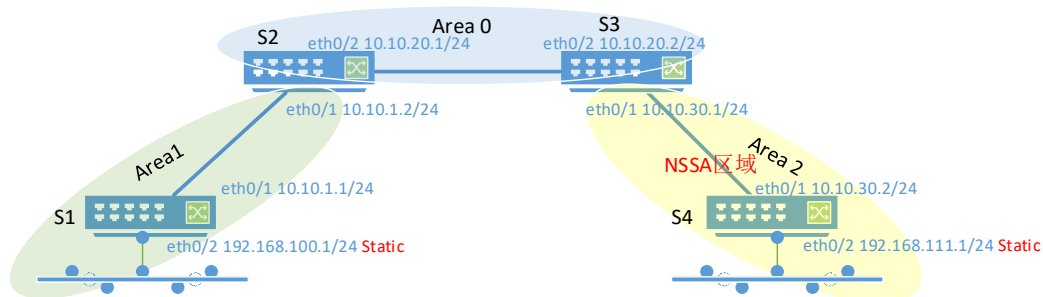 Area 0
S2
S3
eth0/2 10.10.20.1/24
eth0/2 10.10.20.2/24
eth0/1 10.10.1.2/24
eth0/1 10.10.30.1/24
Area1
NSSA区域
Area 2
eth0/1 10.10.1.1/24
eth0/1 10.10.30.2/24
S1
S4
eth0/2 192.168.100.1/24 Static
eth0/2 192.168.111.1/24 Static